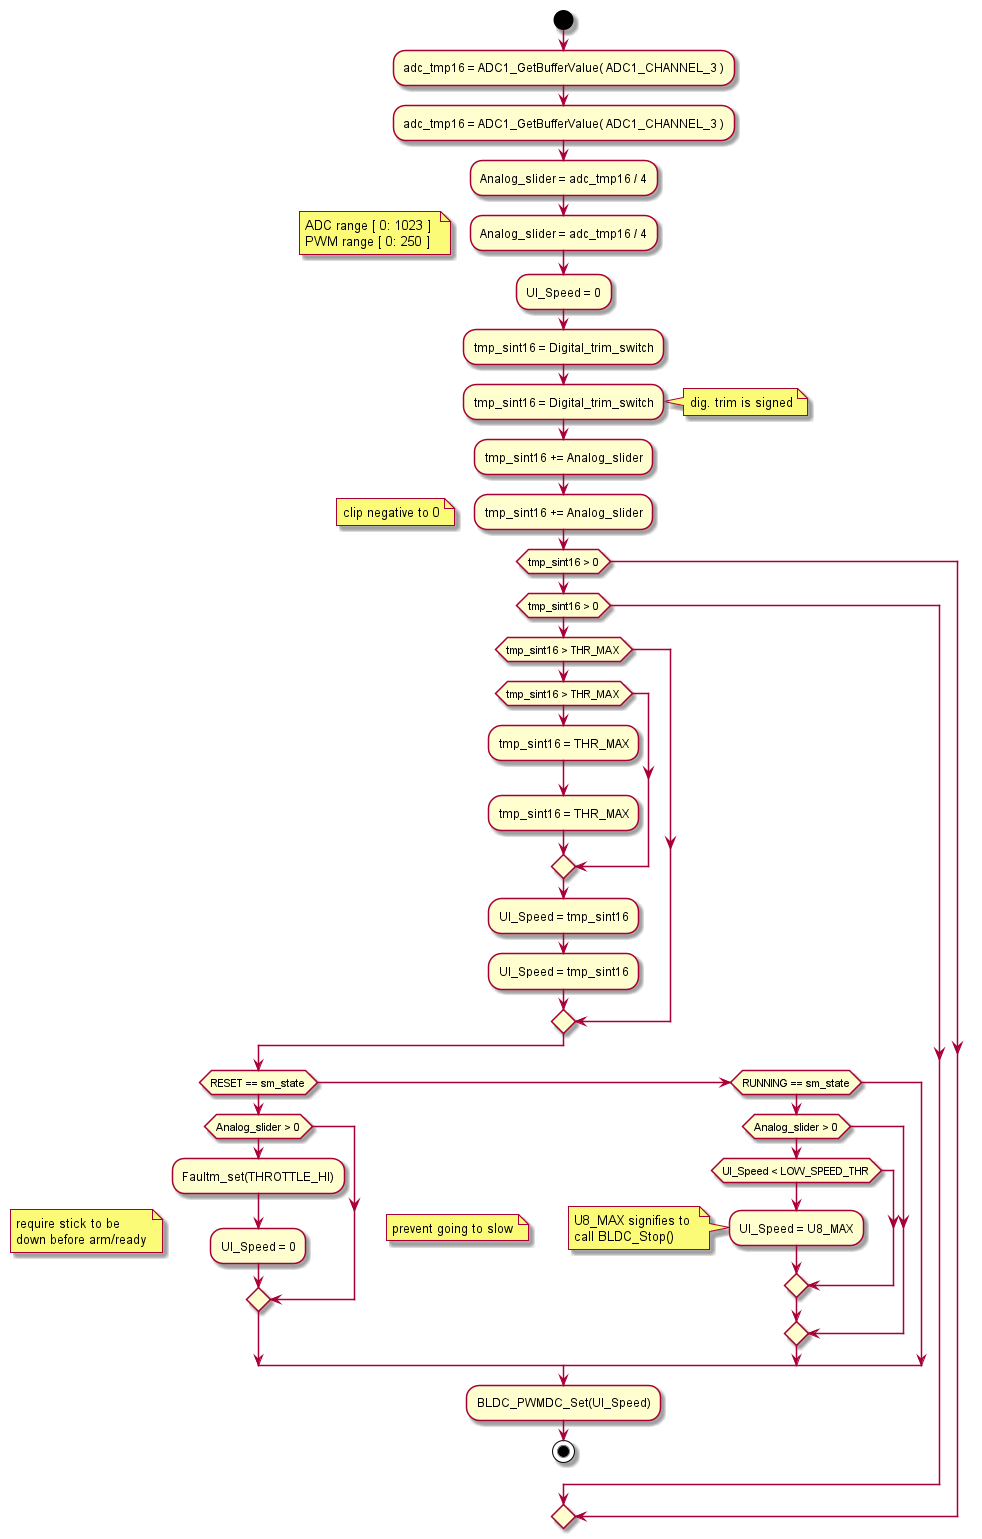 adc_tmp16 = ADC1_GetBufferValue( ADC1_CHANNEL_3 )
adc_tmp16 = ADC1_GetBufferValue( ADC1_CHANNEL_3 )
Analog_slider = adc_tmp16 / 4
ADC range [ 0: 1023 ]
PWM range [ 0: 250 ]
Analog_slider = adc_tmp16 / 4
UI_Speed = 0
tmp_sint16 = Digital_trim_switch
tmp_sint16 = Digital_trim_switch
dig. trim is signed
tmp_sint16 += Analog_slider
clip negative to 0
tmp_sint16 += Analog_slider
tmp_sint16 > 0
tmp_sint16 > 0
tmp_sint16 > THR_MAX
tmp_sint16 > THR_MAX
tmp_sint16 = THR_MAX
tmp_sint16 = THR_MAX
UI_Speed = tmp_sint16
UI_Speed = tmp_sint16
RESET == sm_state
RUNNING == sm_state
Analog_slider > 0
Analog_slider > 0
Faultm_set(THROTTLE_HI)
UI_Speed < LOW_SPEED_THR
require stick to be
down before arm/ready
UI_Speed = 0
prevent going to slow
U8_MAX signifies to
call BLDC_Stop()
UI_Speed = U8_MAX
BLDC_PWMDC_Set(UI_Speed)